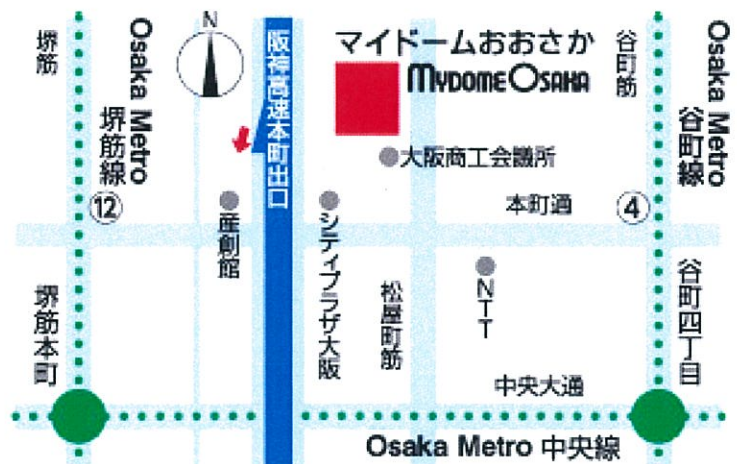 N
堺筋
Osaka Metro
堺筋線
⑫
阪神高速本町出口
マイドームおおさか
MYDOME OSAKA
大阪商工会議所
谷町筋
Osaka Metro
谷町線
④
本町通
産創館
シティプラザ大阪
松屋町筋
NTT
堺筋本町
谷町四丁目
中央大通
Osaka Metro 中央線